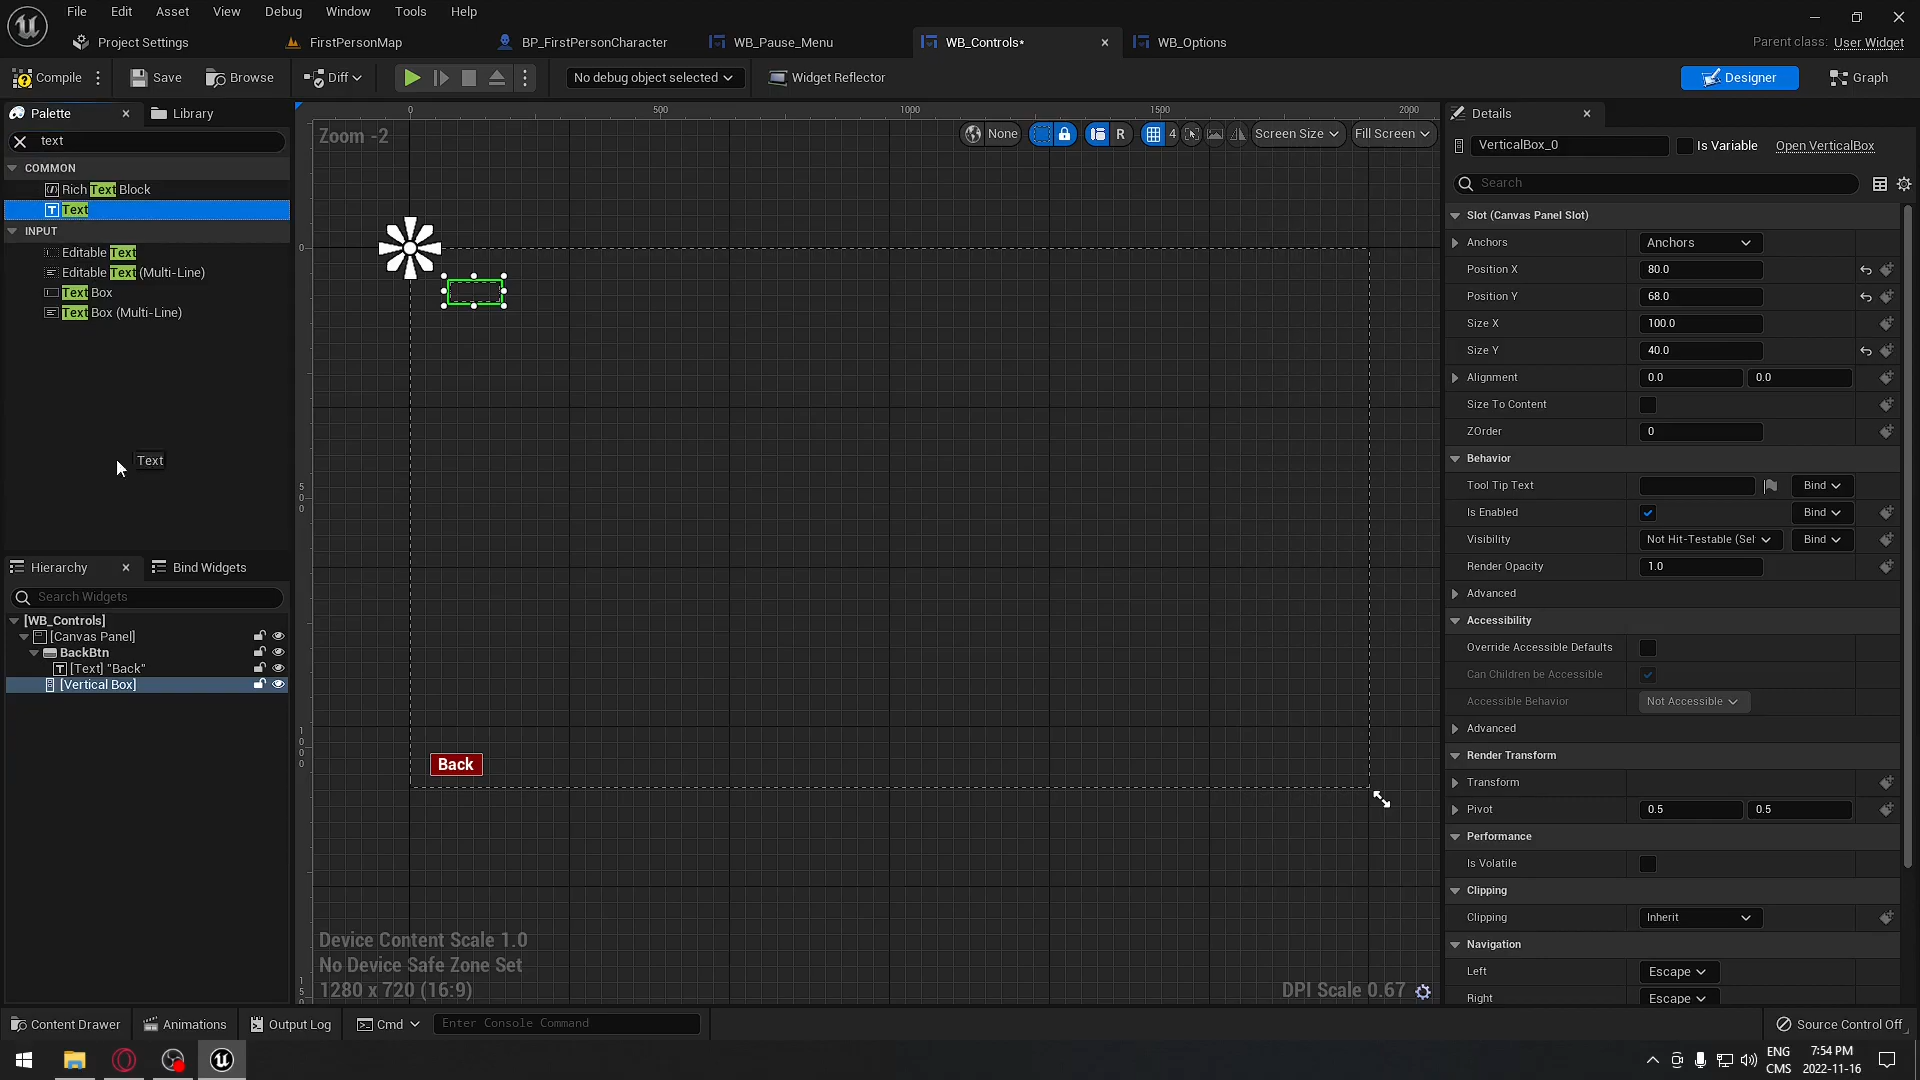 File Edit Asset View Debug Window Tools Help
Project Settings FirstPersonMap BP_FirstPersonCharacter WB_Pause_Menu WB_Controls* WB_Options Parent class: User Widget
Compile Save Browse Diff No debug object selected Widget Reflector Designer Graph
Palette Library
text
COMMON
Rich Text Block
Text
INPUT
Editable Text
Editable Text (Multi-Line)
Text Box
Text Box (Multi-Line)
Text
Hierarchy Bind Widgets
Search Widgets
[WB_Controls]
[Canvas Panel]
BackBtn
[Text] "Back"
[Vertical Box]
0 500 1000 1500 2000
Zoom -2
None R 4 Screen Size Fill Screen
0
500
1000
Back
Device Content Scale 1.0
No Device Safe Zone Set
1280 x 720 (16:9)
DPI Scale 0.67
Details
VerticalBox_0 Is Variable Open VerticalBox
Search
Slot (Canvas Panel Slot)
Anchors Anchors
Position X 80.0
Position Y 68.0
Size X 100.0
Size Y 40.0
Alignment 0.0 0.0
Size To Content
ZOrder 0
Behavior
Tool Tip Text Bind
Is Enabled Bind
Visibility Not Hit-Testable (Sel Bind
Render Opacity 1.0
Advanced
Accessibility
Override Accessible Defaults
Can Children be Accessible
Accessible Behavior Not Accessible
Advanced
Render Transform
Transform
Pivot 0.5 0.5
Performance
Is Volatile
Clipping
Clipping Inherit
Navigation
Left Escape
Right Escape
Content Drawer Animations Output Log Cmd Enter Console Command Source Control Off
ENG 7:54 PM
CMS 2022-11-16